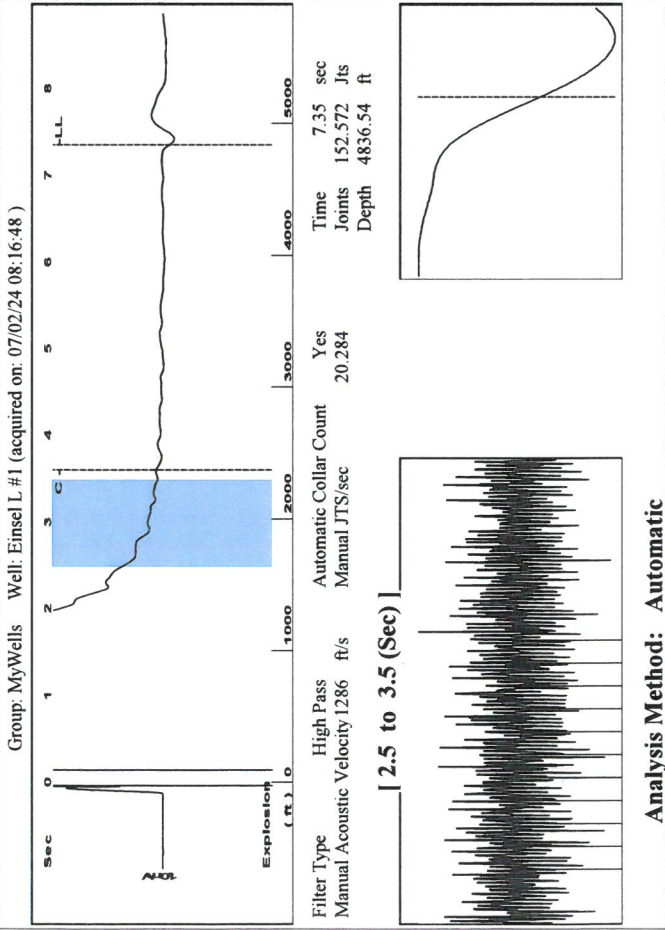 Group: MyWells Well: Einsel L #1 (acquired on: 07/02/24 08:16:48 )
Sec 0 1 2 3 4 5 6 7 8
C LL
Explosion
( ft ) 0 1000 2000 3000 4000 5000
Filter Type High Pass Automatic Collar Count Yes Time 7.35 sec
Manual Acoustic Velocity 1286 ft/s Manual JTS/sec 20.284 Joints 152.572 Jts
Depth 4836.54 ft
[ 2.5 to 3.5 (Sec) ]
Analysis Method: Automatic